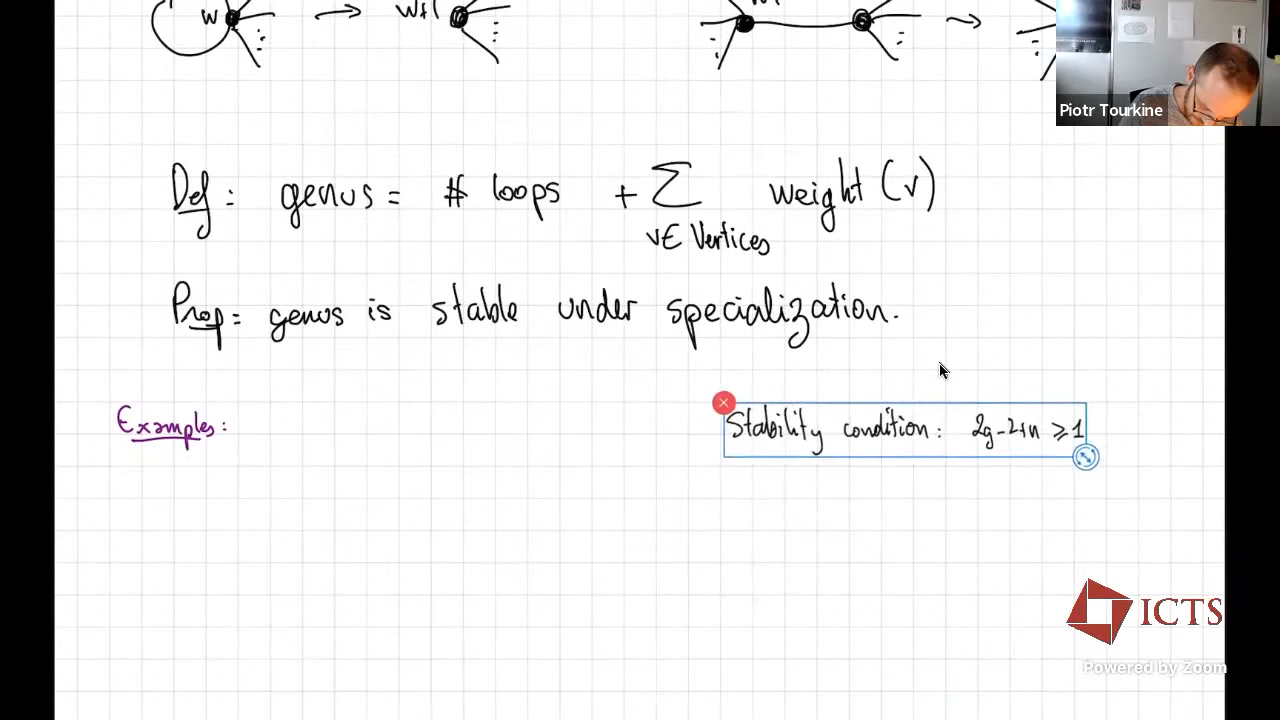 w → w+1 →
Piotr Tourkine
Def: genus = # loops + Σ weight (v)
v∈ Vertices
Prop: genus is stable under specialization.
Examples:
Stability condition: 2g-2+n ⩾ 1
ICTS
Powered by Zoom